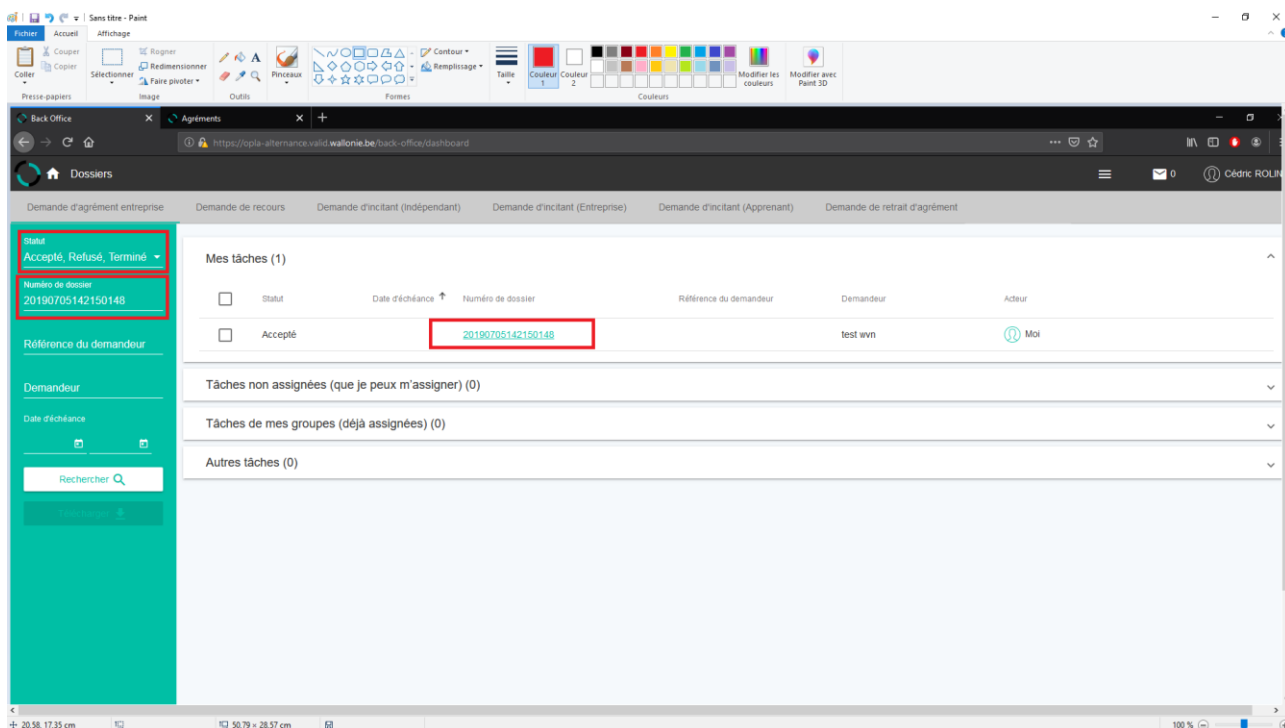 Sans titre - Paint
Fichier Accueil Affichage
Coller
Couper
Copier
Presse-papiers
Sélectionner
Rogner
Redimensionner
Faire pivoter
Image
A
Outils
Pinceaux
Contour
Remplissage
Formes
Taille
Couleur 1
Couleur 2
Modifier les couleurs
Couleurs
Modifier avec Paint 3D
Back Office Agréments
https://opla-alternance.valid.wallonie.be/back-office/dashboard
Dossiers 0 Cédric ROLIN
Demande d'agrément entreprise Demande de recours Demande d'incitant (Indépendant) Demande d'incitant (Entreprise) Demande d'incitant (Apprenant) Demande de retrait d'agrément
Statut
Accepté, Refusé, Terminé
Numéro de dossier
20190705142150148
Référence du demandeur
Demandeur
Date d'échéance
Rechercher
Télécharger
Mes tâches (1)
Statut Date d'échéance Numéro de dossier Référence du demandeur Demandeur Acteur
Accepté 20190705142150148 test wvn Moi
Tâches non assignées (que je peux m'assigner) (0)
Tâches de mes groupes (déjà assignées) (0)
Autres tâches (0)
20.58, 17.35 cm 50.79 × 28.57 cm 100 %